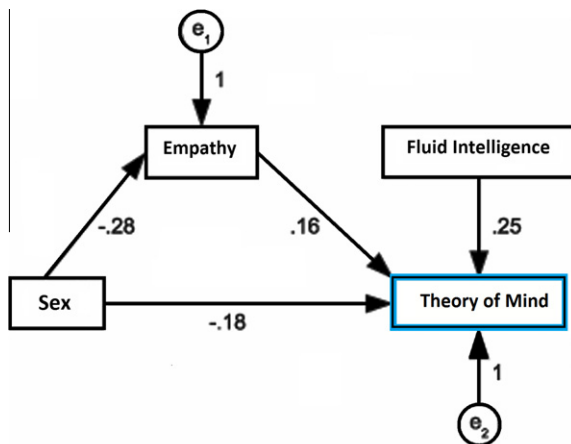 e1
1
Empathy
Fluid Intelligence
-.28
.16
.25
Sex
Theory of Mind
-.18
1
e2